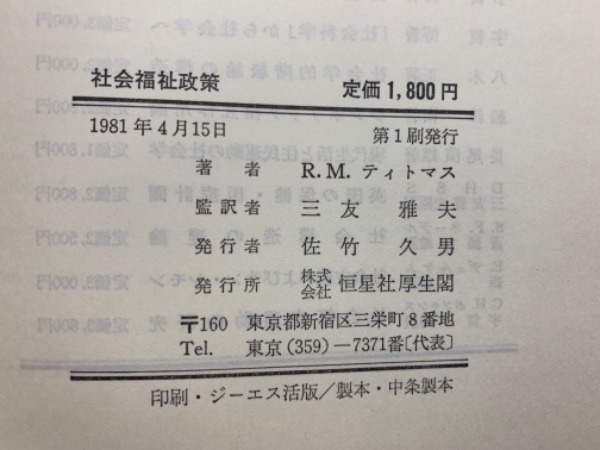 社会福祉政策 定価1,800円
1981年4月15日 第1刷発行
著者 R.M. ティトマス
監訳者 三友雅夫
発行者 佐竹久男
発行所 株式会社 恒星社厚生閣
〒160 東京都新宿区三栄町8番地
Tel. 東京(359)―7371番〔代表〕
印刷・ジーエス活版/製本・中条製本